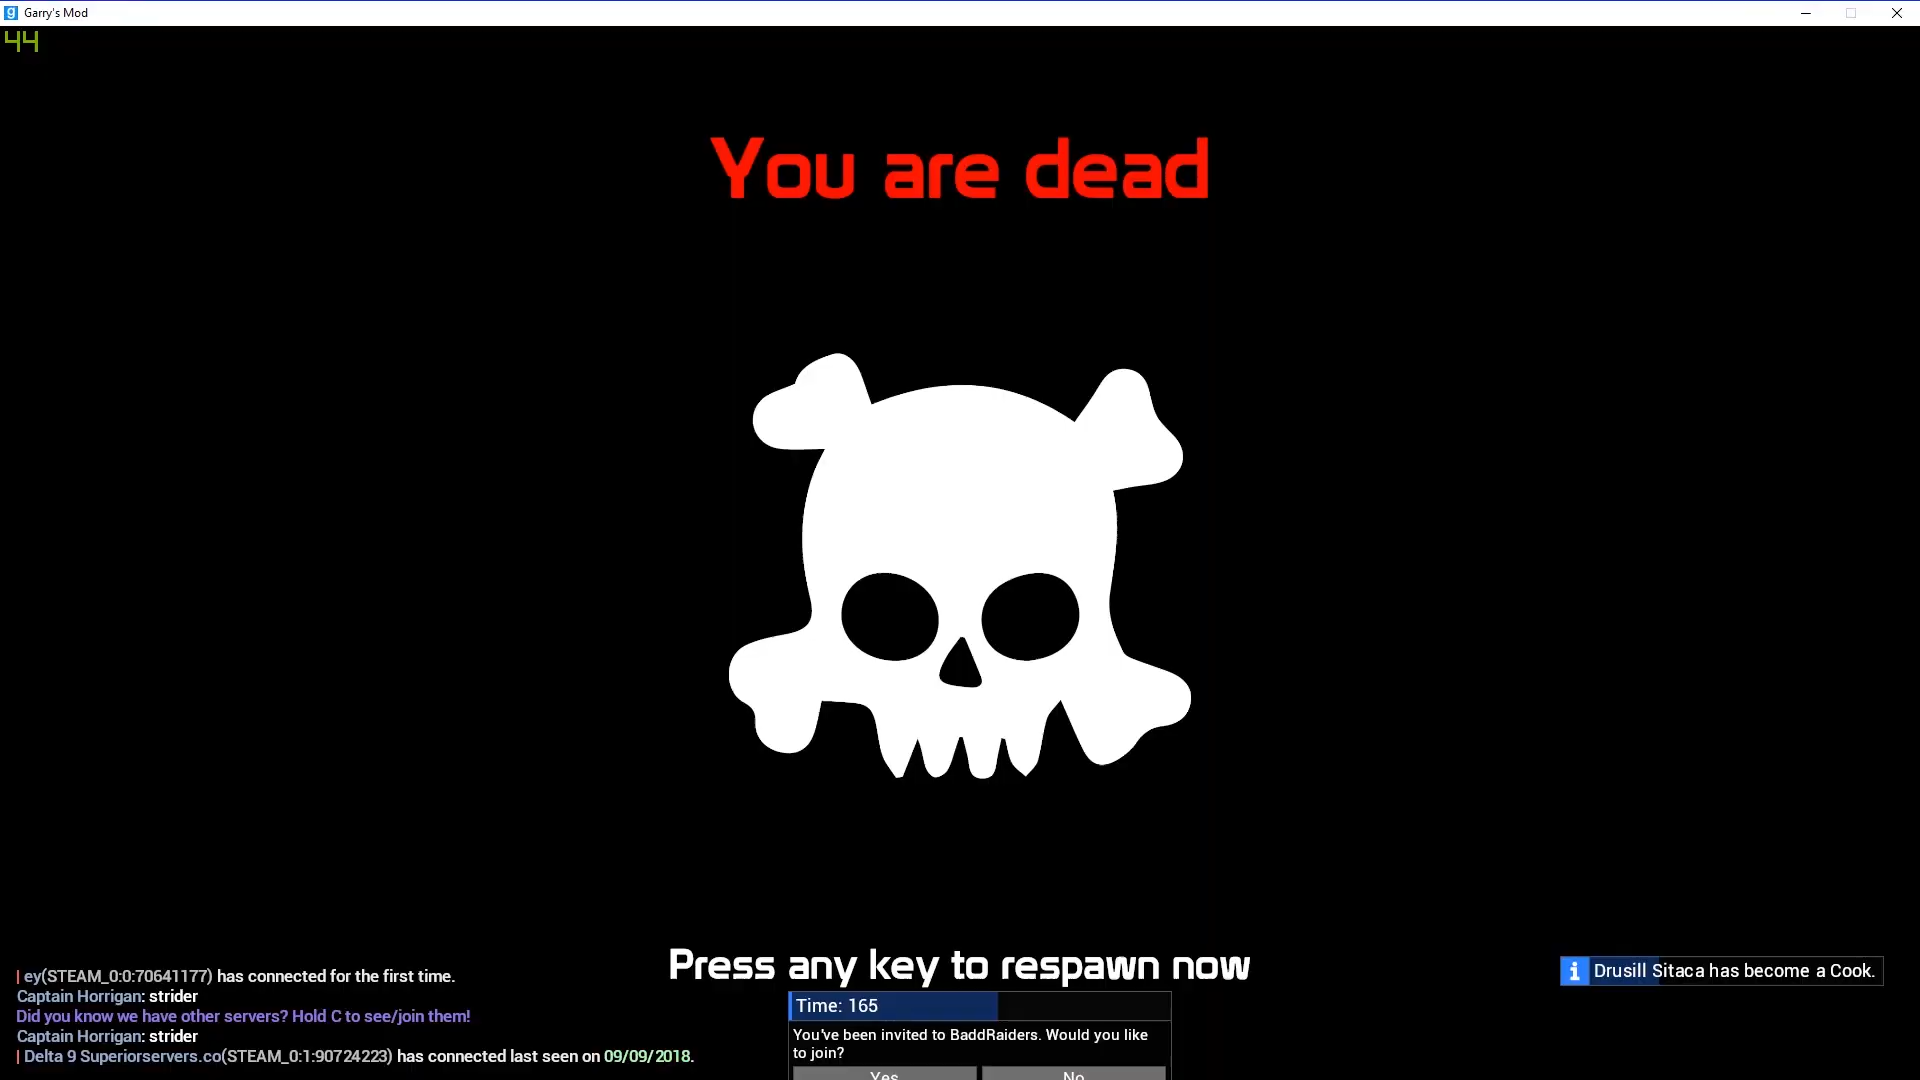 Garry's Mod
44
You are dead
Press any key to respawn now
| ey(STEAM_0:0:70641177) has connected for the first time.
Captain Horrigan: strider
Did you know we have other servers? Hold C to see/join them!
Captain Horrigan: strider
| Delta 9 Superiorservers.co(STEAM_0:1:90724223) has connected last seen on 09/09/2018.
Time: 165
You've been invited to BaddRaiders. Would you like
to join?
Yes No
Drusill Sitaca has become a Cook.